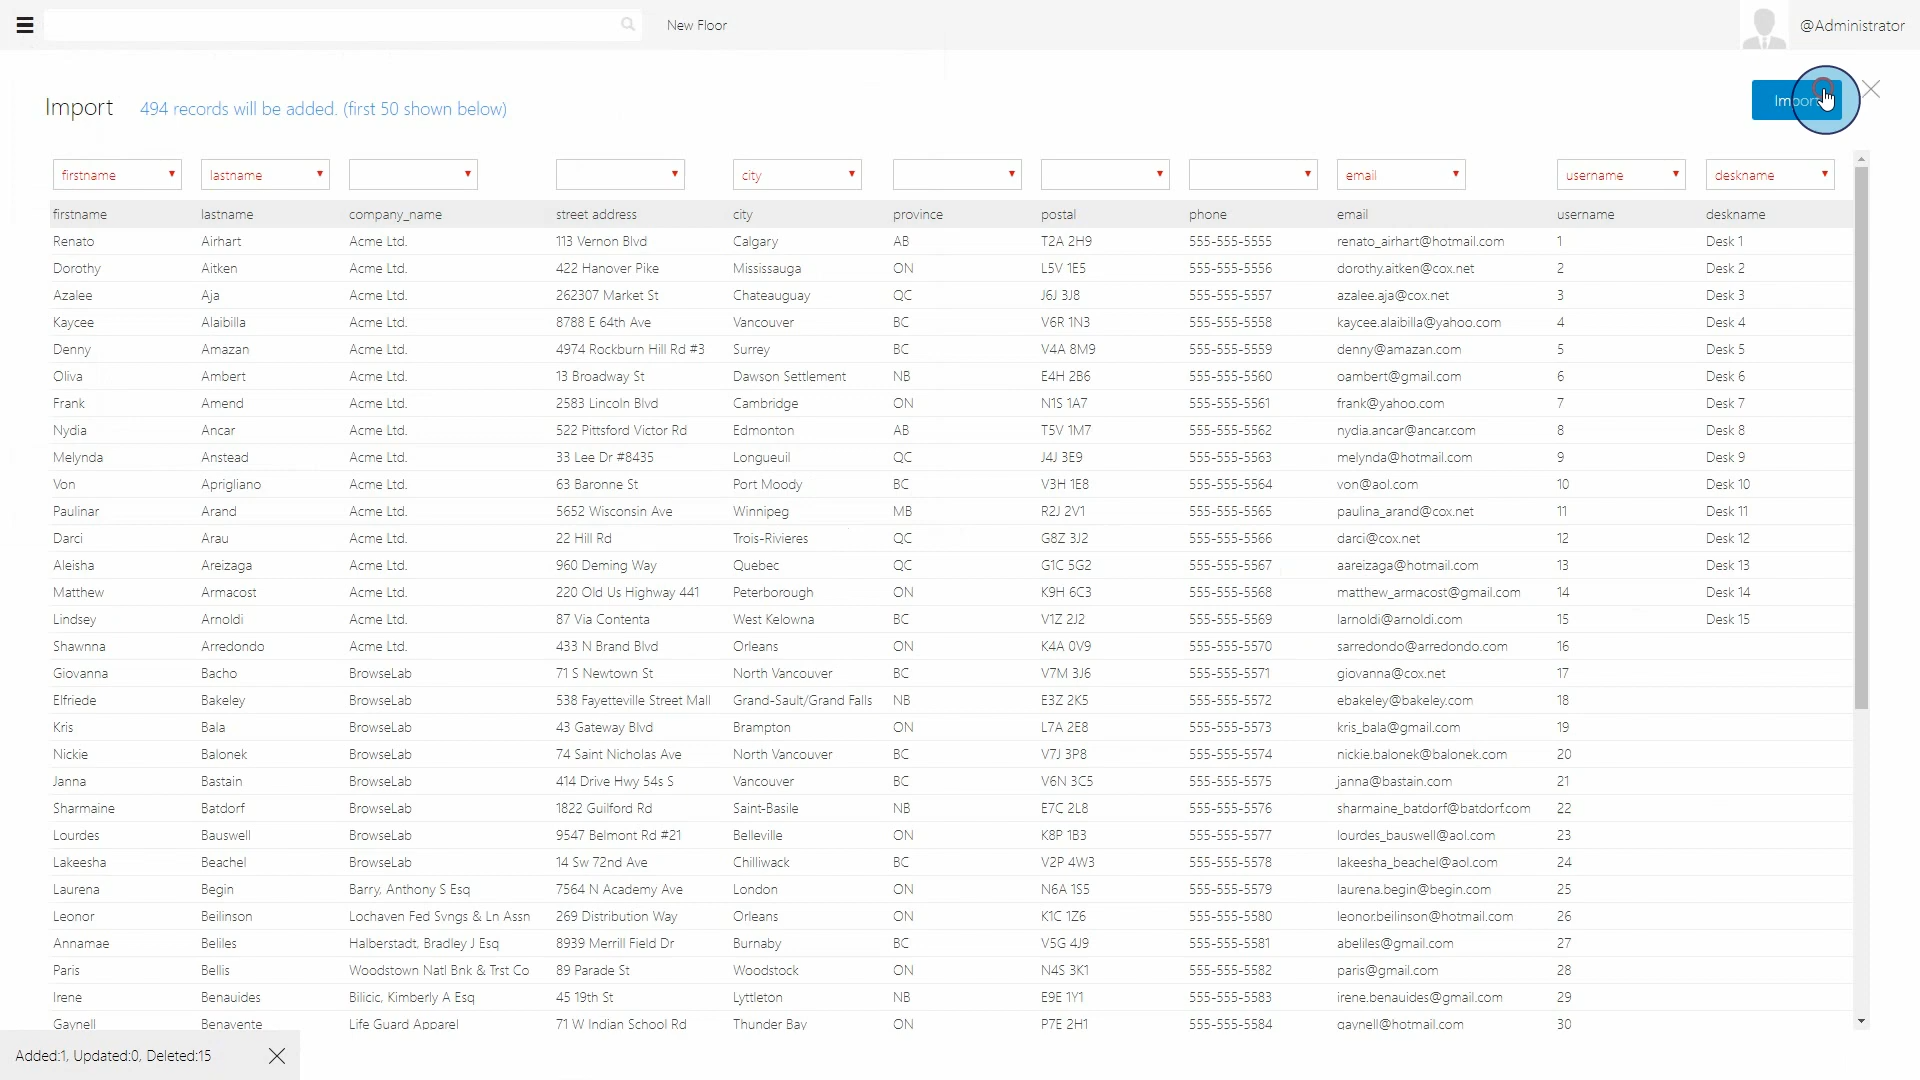 New Floor
@Administrator
Import 494 records will be added. (first 50 shown below) Import
firstname lastname city email username deskname
firstname lastname company_name street address city province postal phone email username deskname
Renato Airhart Acme Ltd. 113 Vernon Blvd Calgary AB T2A 2H9 555-555-5555 renato_airhart@hotmail.com 1 Desk 1
Dorothy Aitken Acme Ltd. 422 Hanover Pike Mississauga ON L5V 1E5 555-555-5556 dorothy.aitken@cox.net 2 Desk 2
Azalee Aja Acme Ltd. 262307 Market St Chateauguay QC J6J 3J8 555-555-5557 azalee.aja@cox.net 3 Desk 3
Kaycee Alaibilla Acme Ltd. 8788 E 64th Ave Vancouver BC V6R 1N3 555-555-5558 kaycee.alaibilla@yahoo.com 4 Desk 4
Denny Amazan Acme Ltd. 4974 Rockburn Hill Rd #3 Surrey BC V4A 8M9 555-555-5559 denny@amazan.com 5 Desk 5
Oliva Ambert Acme Ltd. 13 Broadway St Dawson Settlement NB E4H 2B6 555-555-5560 oambert@gmail.com 6 Desk 6
Frank Amend Acme Ltd. 2583 Lincoln Blvd Cambridge ON N1S 1A7 555-555-5561 frank@yahoo.com 7 Desk 7
Nydia Ancar Acme Ltd. 522 Pittsford Victor Rd Edmonton AB T5V 1M7 555-555-5562 nydia.ancar@ancar.com 8 Desk 8
Melynda Anstead Acme Ltd. 33 Lee Dr #8435 Longueuil QC J4J 3E9 555-555-5563 melynda@hotmail.com 9 Desk 9
Von Aprigliano Acme Ltd. 63 Baronne St Port Moody BC V3H 1E8 555-555-5564 von@aol.com 10 Desk 10
Paulinar Arand Acme Ltd. 5652 Wisconsin Ave Winnipeg MB R2J 2V1 555-555-5565 paulina_arand@cox.net 11 Desk 11
Darci Arau Acme Ltd. 22 Hill Rd Trois-Rivieres QC G8Z 3J2 555-555-5566 darci@cox.net 12 Desk 12
Aleisha Areizaga Acme Ltd. 960 Deming Way Quebec QC G1C 5G2 555-555-5567 aareizaga@hotmail.com 13 Desk 13
Matthew Armacost Acme Ltd. 220 Old Us Highway 441 Peterborough ON K9H 6C3 555-555-5568 matthew_armacost@gmail.com 14 Desk 14
Lindsey Arnoldi Acme Ltd. 87 Via Contenta West Kelowna BC V1Z 2J2 555-555-5569 larnoldi@arnoldi.com 15 Desk 15
Shawnna Arredondo Acme Ltd. 433 N Brand Blvd Orleans ON K4A 0V9 555-555-5570 sarredondo@arredondo.com 16
Giovanna Bacho BrowseLab 71 S Newtown St North Vancouver BC V7M 3J6 555-555-5571 giovanna@cox.net 17
Elfriede Bakeley BrowseLab 538 Fayetteville Street Mall Grand-Sault/Grand Falls NB E3Z 2K5 555-555-5572 ebakeley@bakeley.com 18
Kris Bala BrowseLab 43 Gateway Blvd Brampton ON L7A 2E8 555-555-5573 kris_bala@gmail.com 19
Nickie Balonek BrowseLab 74 Saint Nicholas Ave North Vancouver BC V7J 3P8 555-555-5574 nickie.balonek@balonek.com 20
Janna Bastain BrowseLab 414 Drive Hwy 54s S Vancouver BC V6N 3C5 555-555-5575 janna@bastain.com 21
Sharmaine Batdorf BrowseLab 1822 Guilford Rd Saint-Basile NB E7C 2L8 555-555-5576 sharmaine_batdorf@batdorf.com 22
Lourdes Bauswell BrowseLab 9547 Belmont Rd #21 Belleville ON K8P 1B3 555-555-5577 lourdes_bauswell@aol.com 23
Lakeesha Beachel BrowseLab 14 Sw 72nd Ave Chilliwack BC V2P 4W3 555-555-5578 lakeesha_beachel@aol.com 24
Laurena Begin Barry, Anthony S Esq 7564 N Academy Ave London ON N6A 1S5 555-555-5579 laurena.begin@begin.com 25
Leonor Beilinson Lochaven Fed Svngs & Ln Assn 269 Distribution Way Orleans ON K1C 1Z6 555-555-5580 leonor.beilinson@hotmail.com 26
Annamae Beliles Halberstadt, Bradley J Esq 8939 Merrill Field Dr Burnaby BC V5G 4J9 555-555-5581 abeliles@gmail.com 27
Paris Bellis Woodstown Natl Bnk & Trst Co 89 Parade St Woodstock ON N4S 3K1 555-555-5582 paris@gmail.com 28
Irene Benauides Bilicic, Kimberly A Esq 45 19th St Lyttleton NB E9E 1Y1 555-555-5583 irene.benauides@gmail.com 29
Gaynell Benavente Life Guard Apparel 71 W Indian School Rd Thunder Bay ON P7E 2H1 555-555-5584 gaynell@hotmail.com 30
Added:1, Updated:0, Deleted:15